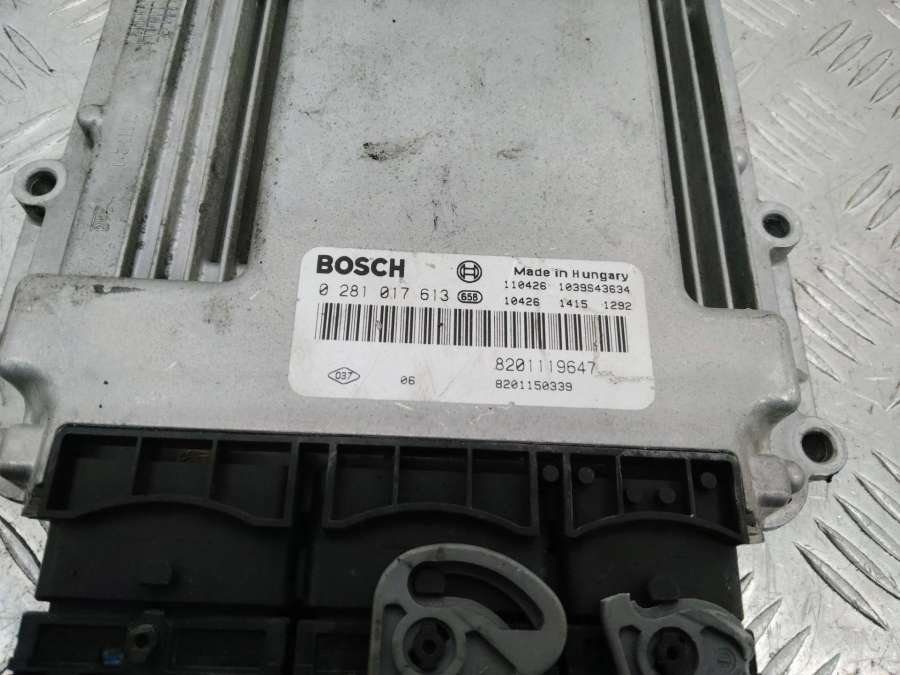 BOSCH Made in Hungary
110426 1039S43634
0 281 017 613 658 10426 1415 1292
8201119647
037 06 8201150339